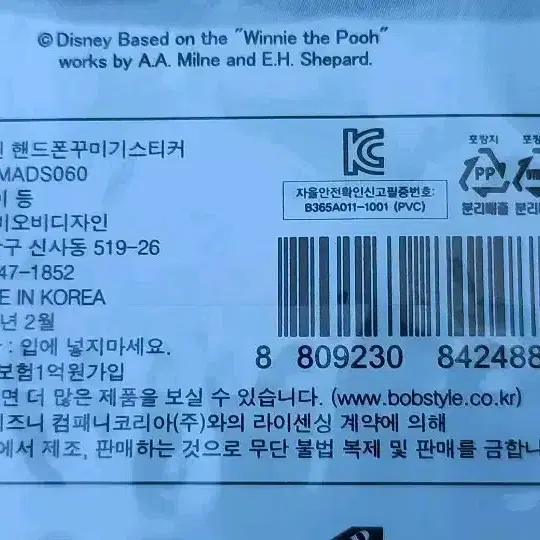 ©Disney Based on the "Winnie the Pooh"
works by A.A. Milne and E.H. Shepard.
핸드폰꾸미기스티커
MADS060
이 등
비오비디자인
구 신사동 519-26
47-1852
E IN KOREA
년 2월
: 입에 넣지마세요.
보험1억원가입
면 더 많은 제품을 보실 수 있습니다. (www.bobstyle.co.kr)
즈니 컴패니코리아(주)와의 라이센싱 계약에 의해
에서 제조, 판매하는 것으로 무단 불법 복제 및 판매를 금합니
자율안전확인신고필증번호:
B365A011-1001 (PVC)
포장지
PP
분리배출
분리배출
8 809230 842488